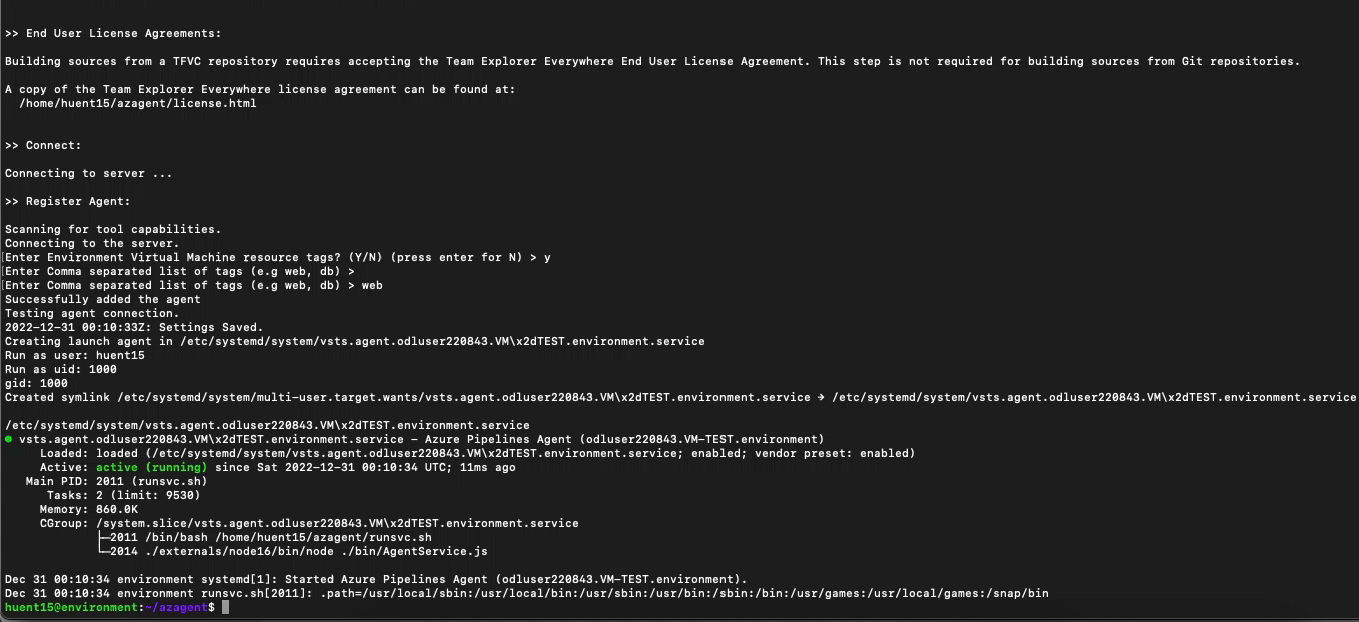 >> End User License Agreements:
Building sources from a TFVC repository requires accepting the Team Explorer Everywhere End User License Agreement. This step is not required for building sources from Git repositories.
A copy of the Team Explorer Everywhere license agreement can be found at:
  /home/huent15/azagent/license.html
>> Connect:
Connecting to server ...
>> Register Agent:
Scanning for tool capabilities.
Connecting to the server.
[Enter Environment Virtual Machine resource tags? (Y/N) (press enter for N) > y
[Enter Comma separated list of tags (e.g web, db) >
[Enter Comma separated list of tags (e.g web, db) > web
Successfully added the agent
Testing agent connection.
2022-12-31 00:10:33Z: Settings Saved.
Creating launch agent in /etc/systemd/system/vsts.agent.odluser220843.VM\x2dTEST.environment.service
Run as user: huent15
Run as uid: 1000
gid: 1000
Created symlink /etc/systemd/system/multi-user.target.wants/vsts.agent.odluser220843.VM\x2dTEST.environment.service → /etc/systemd/system/vsts.agent.odluser220843.VM\x2dTEST.environment.service
/etc/systemd/system/vsts.agent.odluser220843.VM\x2dTEST.environment.service
● vsts.agent.odluser220843.VM\x2dTEST.environment.service - Azure Pipelines Agent (odluser220843.VM-TEST.environment)
     Loaded: loaded (/etc/systemd/system/vsts.agent.odluser220843.VM\x2dTEST.environment.service; enabled; vendor preset: enabled)
     Active: active (running) since Sat 2022-12-31 00:10:34 UTC; 11ms ago
   Main PID: 2011 (runsvc.sh)
      Tasks: 2 (limit: 9530)
     Memory: 860.0K
     CGroup: /system.slice/vsts.agent.odluser220843.VM\x2dTEST.environment.service
             ├─2011 /bin/bash /home/huent15/azagent/runsvc.sh
             └─2014 ./externals/node16/bin/node ./bin/AgentService.js
Dec 31 00:10:34 environment systemd[1]: Started Azure Pipelines Agent (odluser220843.VM-TEST.environment).
Dec 31 00:10:34 environment runsvc.sh[2011]: .path=/usr/local/sbin:/usr/local/bin:/usr/sbin:/usr/bin:/sbin:/bin:/usr/games:/usr/local/games:/snap/bin
huent15@environment:~/azagent$